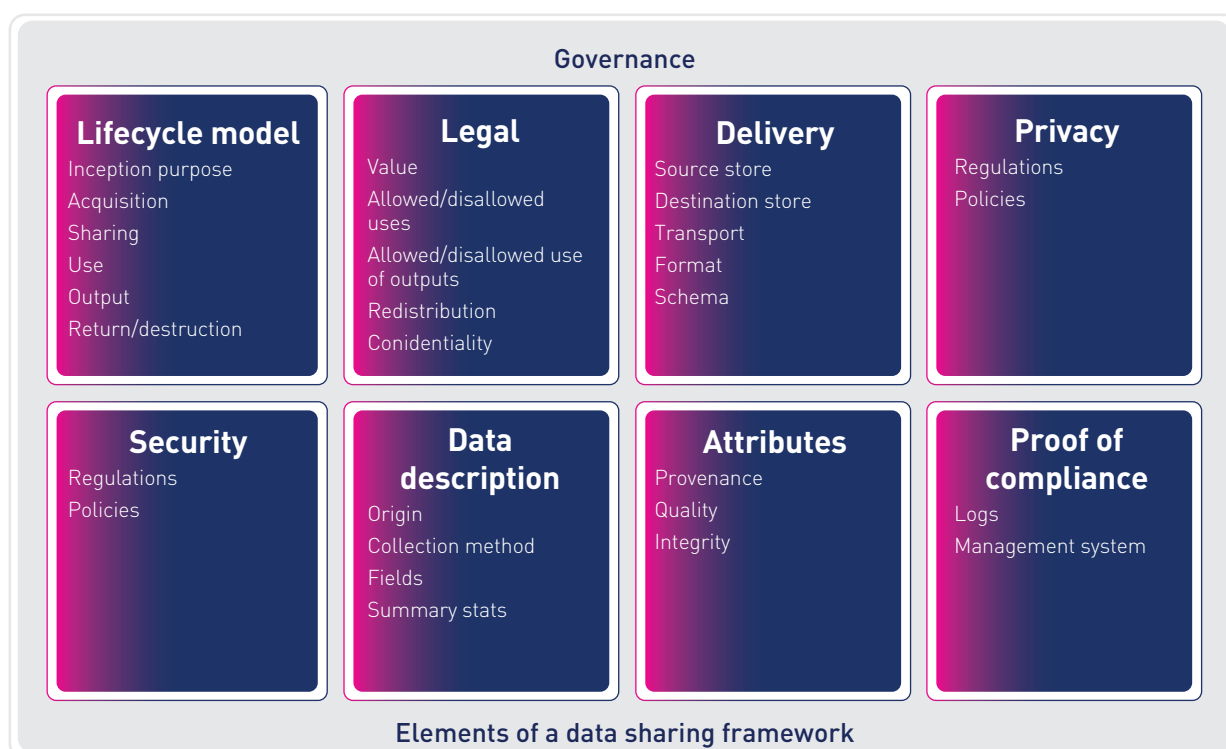 Governance
Lifecycle model
Inception purpose
Acquisition
Sharing
Use
Output
Return/destruction
Legal
Value
Allowed/disallowed
uses
Allowed/disallowed use
of outputs
Redistribution
Conidentiality
Delivery
Source store
Destination store
Transport
Format
Schema
Privacy
Regulations
Policies
Security
Regulations
Policies
Data
description
Origin
Collection method
Fields
Summary stats
Attributes
Provenance
Quality
Integrity
Proof of
compliance
Logs
Management system
Elements of a data sharing framework